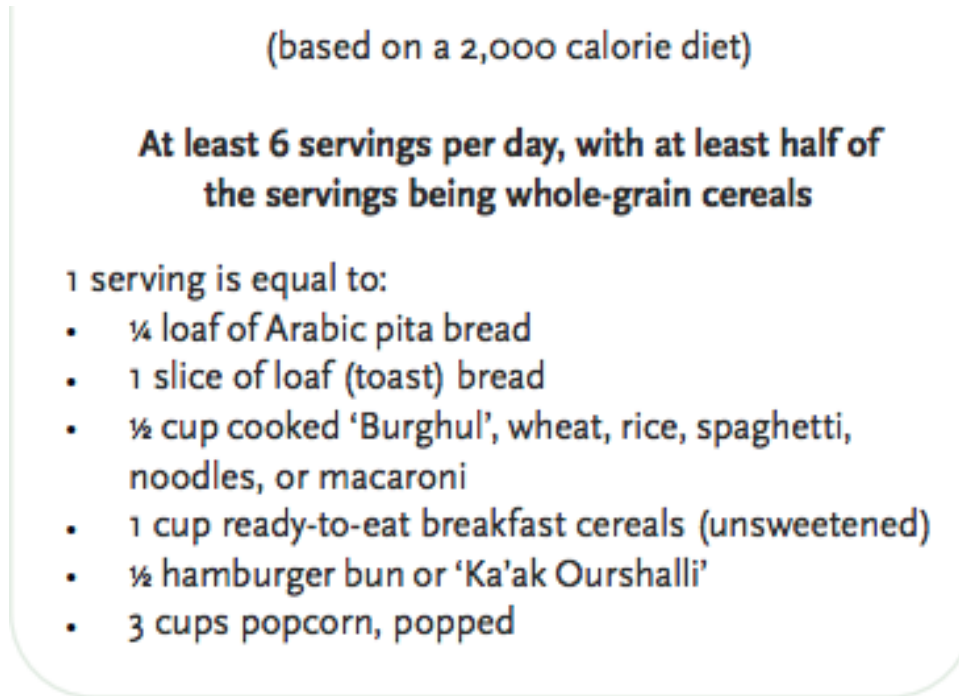 (based on a 2,000 calorie diet)
At least 6 servings per day, with at least half of
the servings being whole-grain cereals
1 serving is equal to:
• ¼ loaf of Arabic pita bread
• 1 slice of loaf (toast) bread
• ½ cup cooked ‘Burghul’, wheat, rice, spaghetti,
noodles, or macaroni
• 1 cup ready-to-eat breakfast cereals (unsweetened)
• ½ hamburger bun or ‘Ka’ak Ourshalli’
• 3 cups popcorn, popped